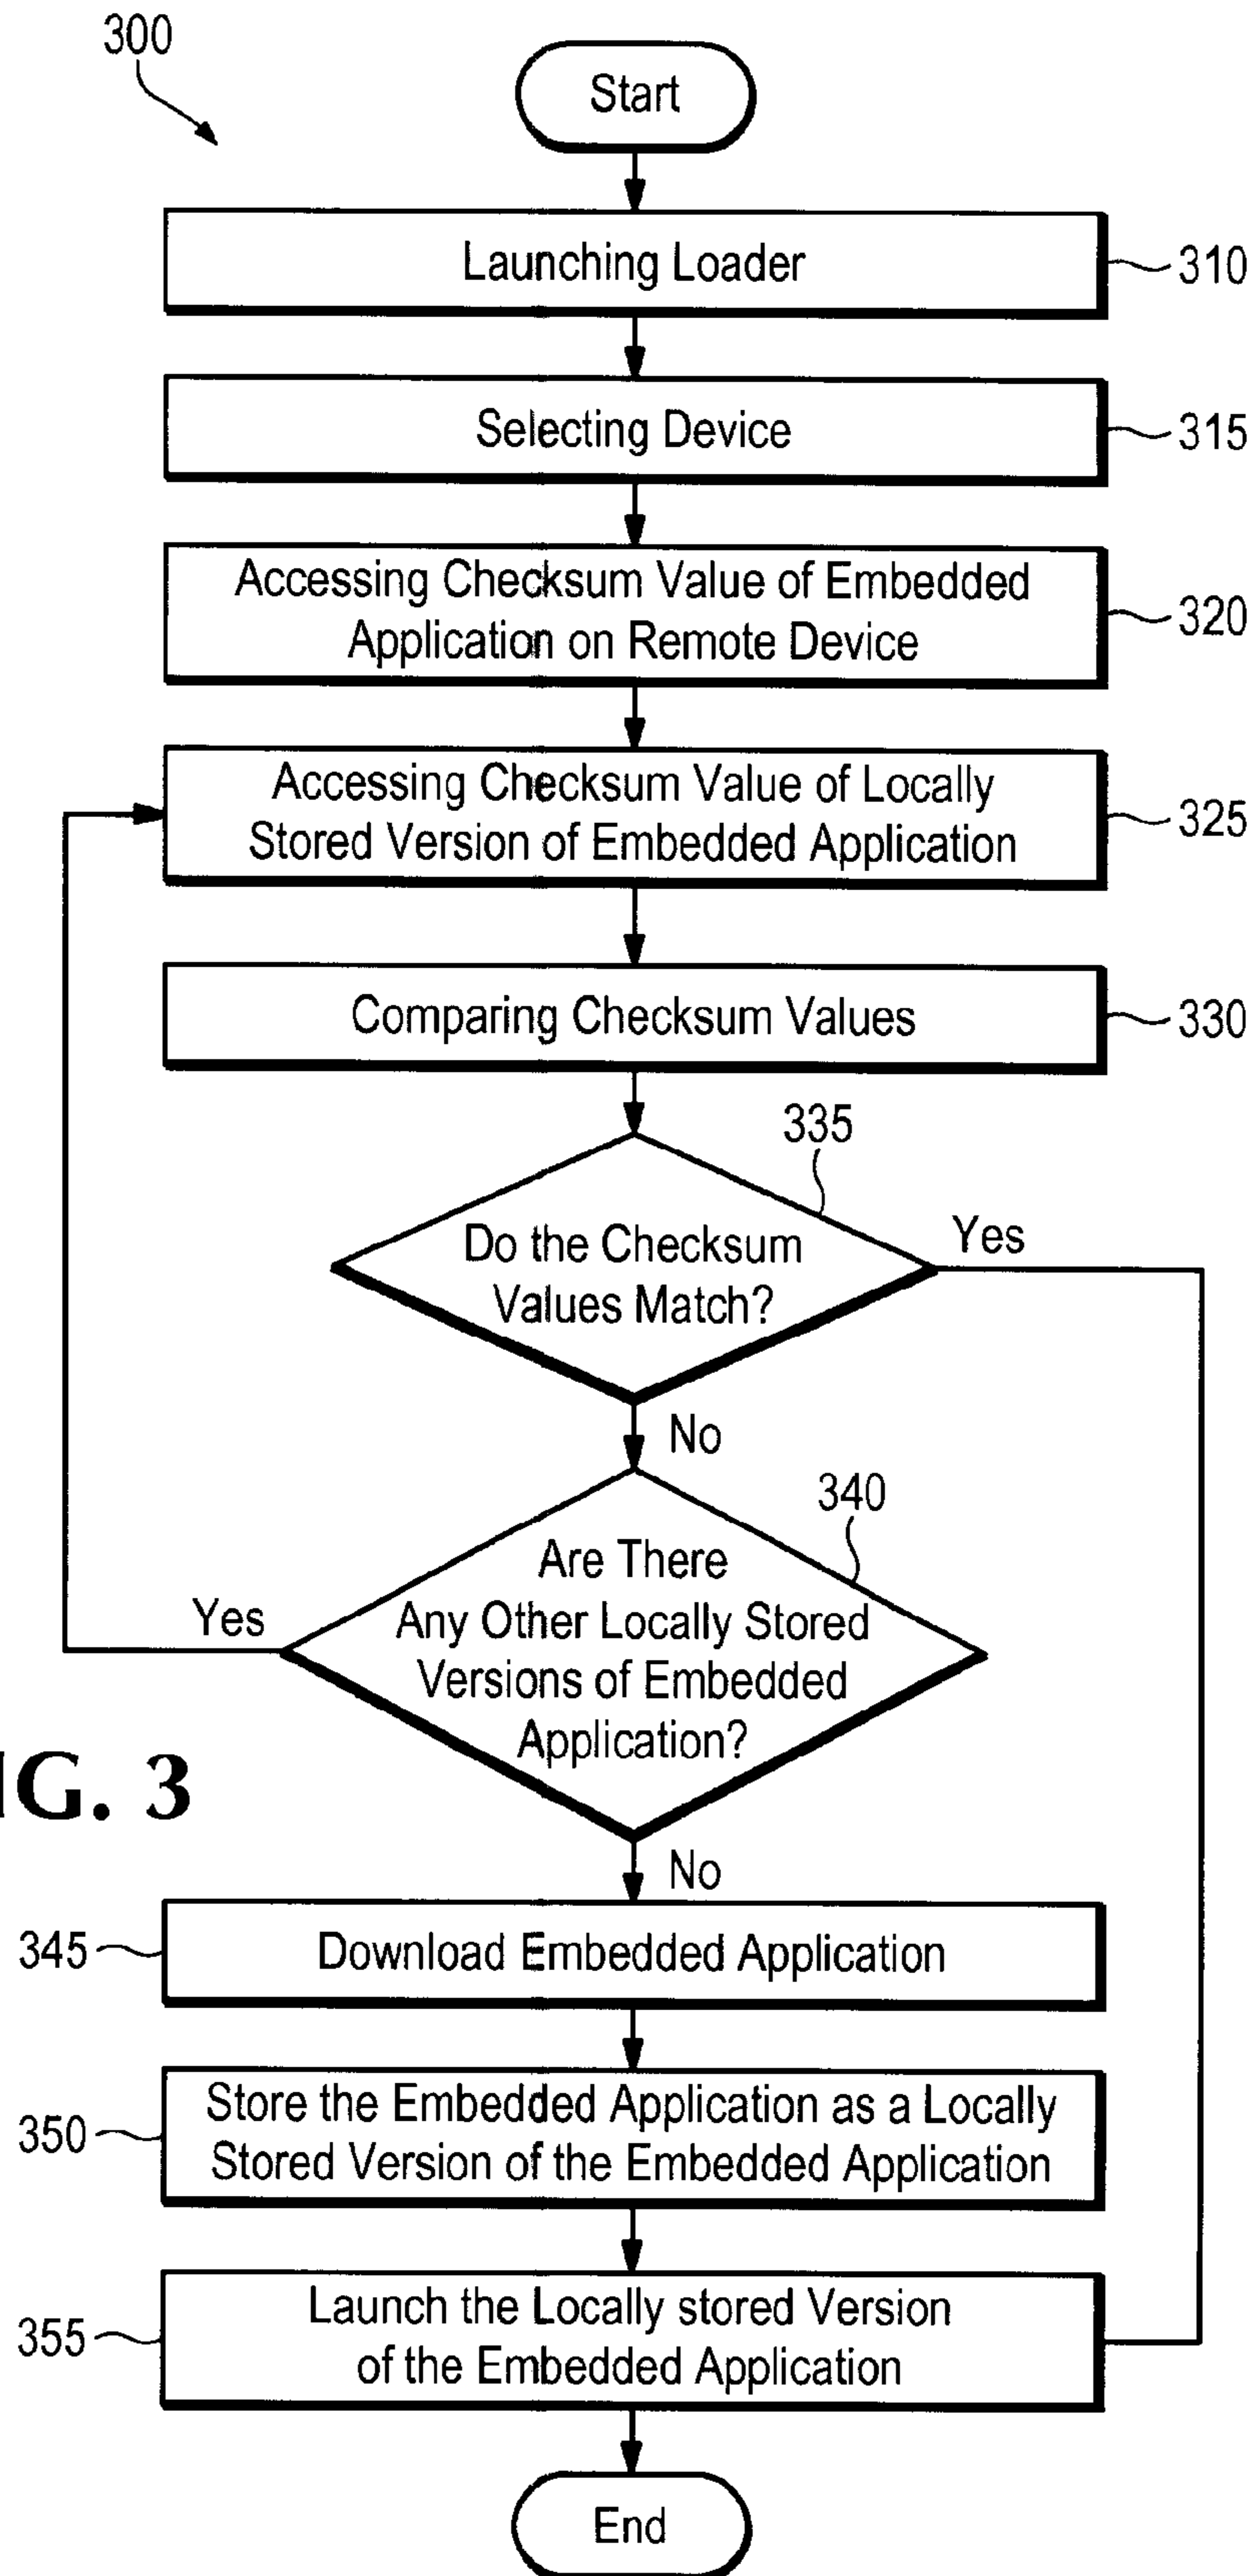 300
Start
Launching Loader
310
Selecting Device
315
Accessing Checksum Value of Embedded
Application on Remote Device
320
Accessing Checksum Value of Locally
Stored Version of Embedded Application
325
Comparing Checksum Values
330
335
Do the Checksum
Values Match?
Yes
No
340
Are There
Any Other Locally Stored
Versions of Embedded
Application?
Yes
IG. 3
No
345
Download Embedded Application
350
Store the Embedded Application as a Locally
Stored Version of the Embedded Application
355
Launch the Locally stored Version
of the Embedded Application
End